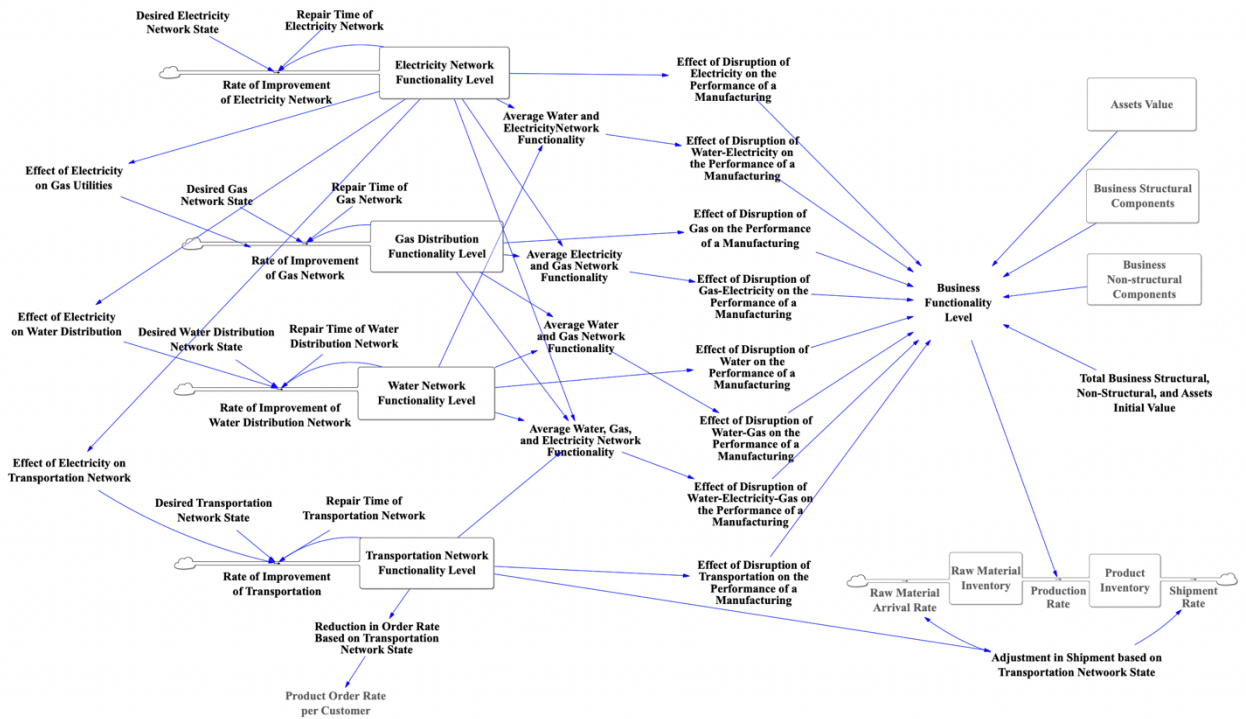 Desired Electricity
Network State
Repair Time of
Electricity Network
Rate of Improvement
of Electricity Network
Electricity Network
Functionality Level
Effect of Disruption of
Electricity on the
Performance of a
Manufacturing
Assets Value
Average Water and
ElectricityNetwork
Functionality
Effect of Disruption of
Water-Electricity on
the Performance of a
Manufacturing
Effect of Electricity
on Gas Utilities
Desired Gas
Network State
Repair Time of
Gas Network
Business Structural
Components
Rate of Improvement
of Gas Network
Gas Distribution
Functionality Level
Effect of Disruption of
Gas on the Performance
of a Manufacturing
Average Electricity
and Gas Network
Functionality
Effect of Disruption of
Gas-Electricity on the
Performance of a
Manufacturing
Business
Functionality
Level
Business
Non-structural
Components
Effect of Electricity
on Water Distribution
Desired Water Distribution
Network State
Repair Time of Water
Distribution Network
Average Water
and Gas Network
Functionality
Effect of Disruption of
Water on the
Performance of a
Manufacturing
Rate of Improvement of
Water Distribution Network
Water Network
Functionality Level
Total Business Structural,
Non-Structural, and Assets
Initial Value
Average Water, Gas,
and Electricity Network
Functionality
Effect of Disruption of
Water-Gas on the
Performance of a
Manufacturing
Effect of Electricity on
Transportation Network
Desired Transportation
Network State
Repair Time of
Transportation Network
Effect of Disruption of
Water-Electricity-Gas on
the Performance of a
Manufacturing
Rate of Improvement
of Transportation
Transportation Network
Functionality Level
Effect of Disruption of
Transportation on the
Performance of a
Manufacturing
Raw Material
Arrival Rate
Raw Material
Inventory
Production
Rate
Product
Inventory
Shipment
Rate
Reduction in Order Rate
Based on Transportation
Network State
Adjustment in Shipment based on
Transportation Netwoork State
Product Order Rate
per Customer